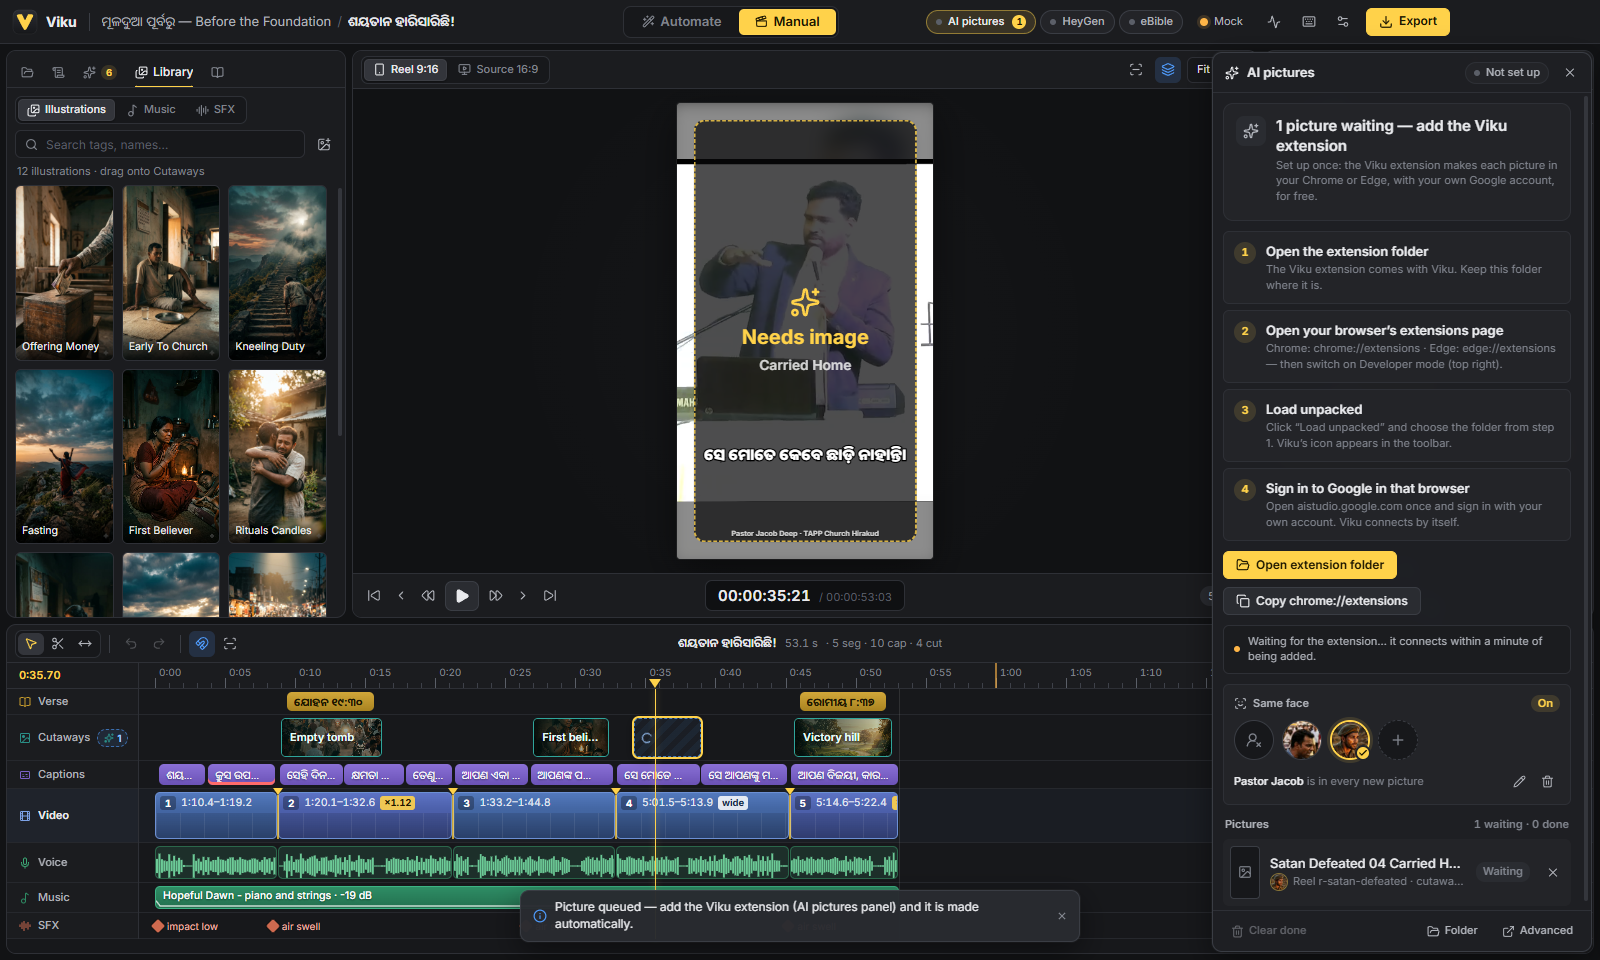 Viku
ମୂଳଦୁଆ ପୂର୍ବରୁ — Before the Foundation / ଶୟତାନ ହାରିସାରିଛି!
Automate
Manual
AI pictures 1
HeyGen
eBible
Mock
Export
6
Library
Illustrations
Music
SFX
Search tags, names...
12 illustrations · drag onto Cutaways
Offering Money
Early To Church
Kneeling Duty
Fasting
First Believer
Rituals Candles
Reel 9:16
Source 16:9
Fit
Needs image
Carried Home
ସେ ମୋତେ କେବେ ଛାଡ଼ି ନାହାନ୍ତି।
Pastor Jacob Deep - TAPP Church Hirakud
00:00:35:21 / 00:00:53:03
AI pictures
Not set up
1 picture waiting — add the Viku extension
Set up once: the Viku extension makes each picture in
your Chrome or Edge, with your own Google account,
for free.
1 Open the extension folder
The Viku extension comes with Viku. Keep this folder
where it is.
2 Open your browser’s extensions page
Chrome: chrome://extensions · Edge: edge://extensions
— then switch on Developer mode (top right).
3 Load unpacked
Click “Load unpacked” and choose the folder from step
1. Viku’s icon appears in the toolbar.
4 Sign in to Google in that browser
Open aistudio.google.com once and sign in with your
own account. Viku connects by itself.
Open extension folder
Copy chrome://extensions
Waiting for the extension... it connects within a minute of
being added.
Same face
On
Pastor Jacob is in every new picture
Pictures
1 waiting · 0 done
Satan Defeated 04 Carried H...
Reel r-satan-defeated · cutawa...
Waiting
Clear done
Folder
Advanced
ଶୟତାନ ହାରିସାରିଛି! 53.1 s · 5 seg · 10 cap · 4 cut
0:35.70
0:00 0:05 0:10 0:15 0:20 0:25 0:30 0:35 0:40 0:45 0:50 0:55 1:00 1:05 1:10
Verse
ଯୋହନ ୧୯:୩୦
ରୋମୀୟ ୮:୩୭
Cutaways 1
Empty tomb
First beli...
Victory hill
Captions
ଶୟ...
କ୍ରୁସ ଉପ...
ସେହି ଦିନ...
କ୍ଷମତା ...
ତେଣୁ...
ଆପଣ ଏକା ...
ଆପଣଙ୍କ ପ...
ସେ ମୋତେ ...
ସେ ଆପଣଙ୍କୁ ମ...
ଆପଣ ବିଜୟୀ, କାର...
Video
1 1:10.4–1:19.2
2 1:20.1–1:32.6 ×1.12
3 1:33.2–1:44.8
4 5:01.5–5:13.9 wide
5 5:14.6–5:22.4
Voice
Music
Hopeful Dawn - piano and strings · -19 dB
SFX
impact low
air swell
Picture queued — add the Viku extension (AI pictures panel) and it is made
automatically.